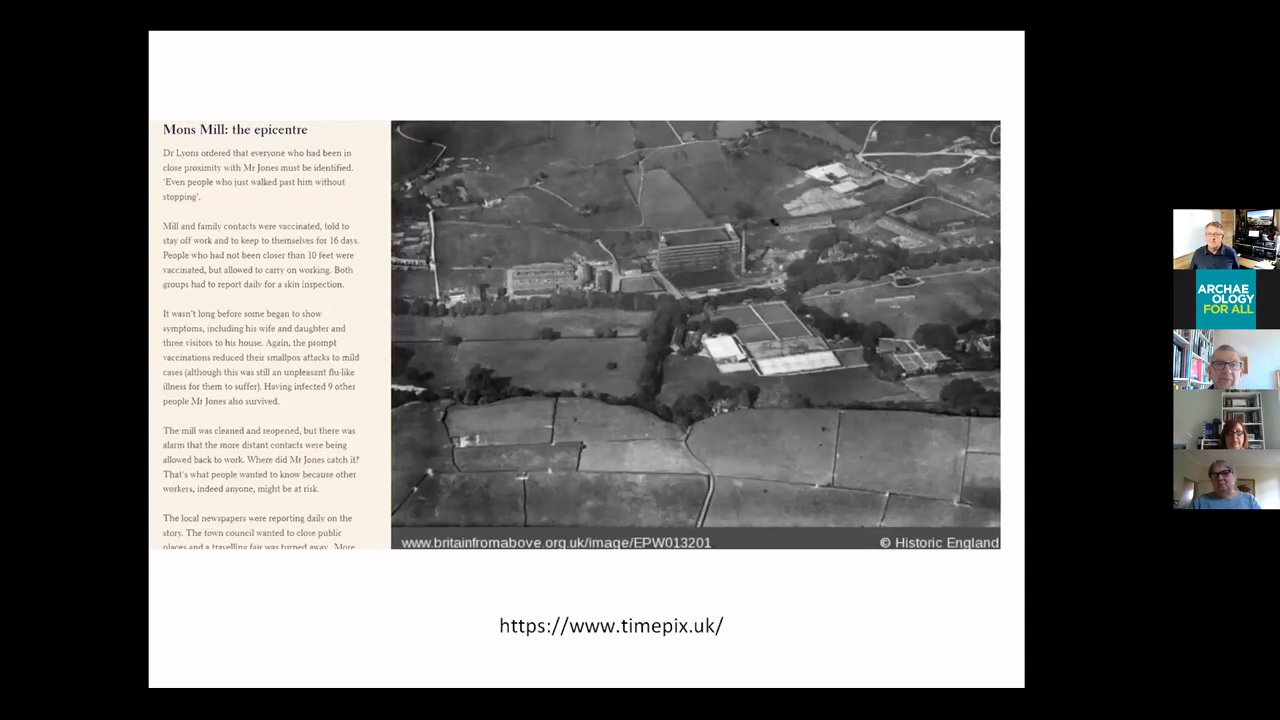 Mons Mill: the epicentre
Dr Lyons ordered that everyone who had been in
close proximity with Mr Jones must be identified.
'Even people who just walked past him without
stopping'.
Mill and family contacts were vaccinated, told to
stay off work and to keep to themselves for 16 days.
People who had not been closer than 10 feet were
vaccinated, but allowed to carry on working. Both
groups had to report daily for a skin inspection.
It wasn't long before some began to show
symptoms, including his wife and daughter and
three visitors to his house. Again, the prompt
vaccinations reduced their smallpox attacks to mild
cases (although this was still an unpleasant flu-like
illness for them to suffer). Having infected 9 other
people Mr Jones also survived.
The mill was cleaned and reopened, but there was
alarm that the more distant contacts were being
allowed back to work. Where did Mr Jones catch it?
That's what people wanted to know because other
workers, indeed anyone, might be at risk.
The local newspapers were reporting daily on the
story. The town council wanted to close public
places and a travelling fair was turned away. More
www.britainfromabove.org.uk/image/EPW013201
© Historic England
https://www.timepix.uk/
ARCHAE
OLOGY
FOR ALL